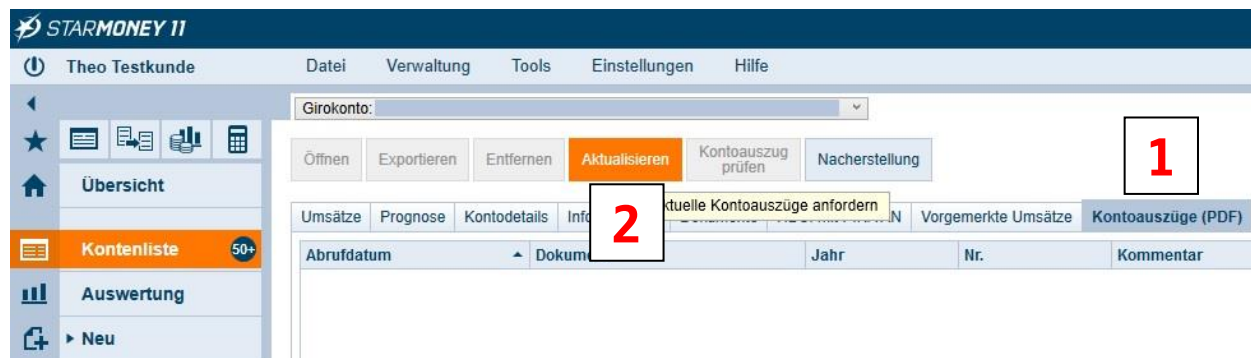 STARMONEY 11
Theo Testkunde Datei Verwaltung Tools Einstellungen Hilfe
Girokonto:
1
Öffnen Exportieren Entfernen Aktualisieren Kontoauszug prüfen Nacherstellung
Übersicht
2
ktuelle Kontoauszüge anfordern
Umsätze Prognose Kontodetails Info Vorgemerkte Umsätze Kontoauszüge (PDF)
Kontenliste 50+
Abrufdatum Dokume Jahr Nr. Kommentar
Auswertung
Neu